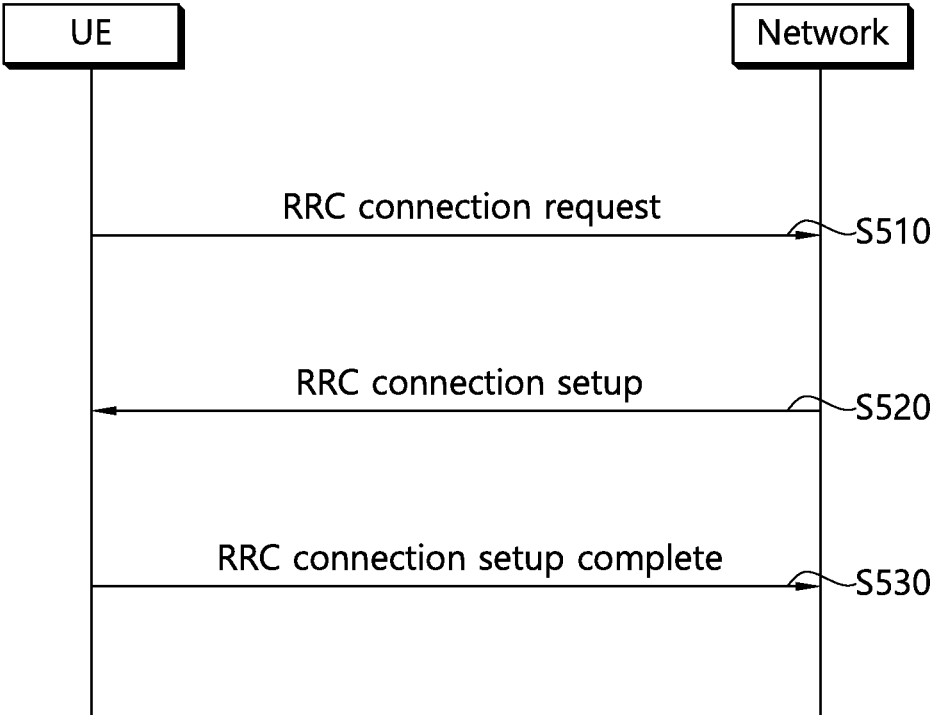 UE
Network
RRC connection request
S510
RRC connection setup
S520
RRC connection setup complete
S530